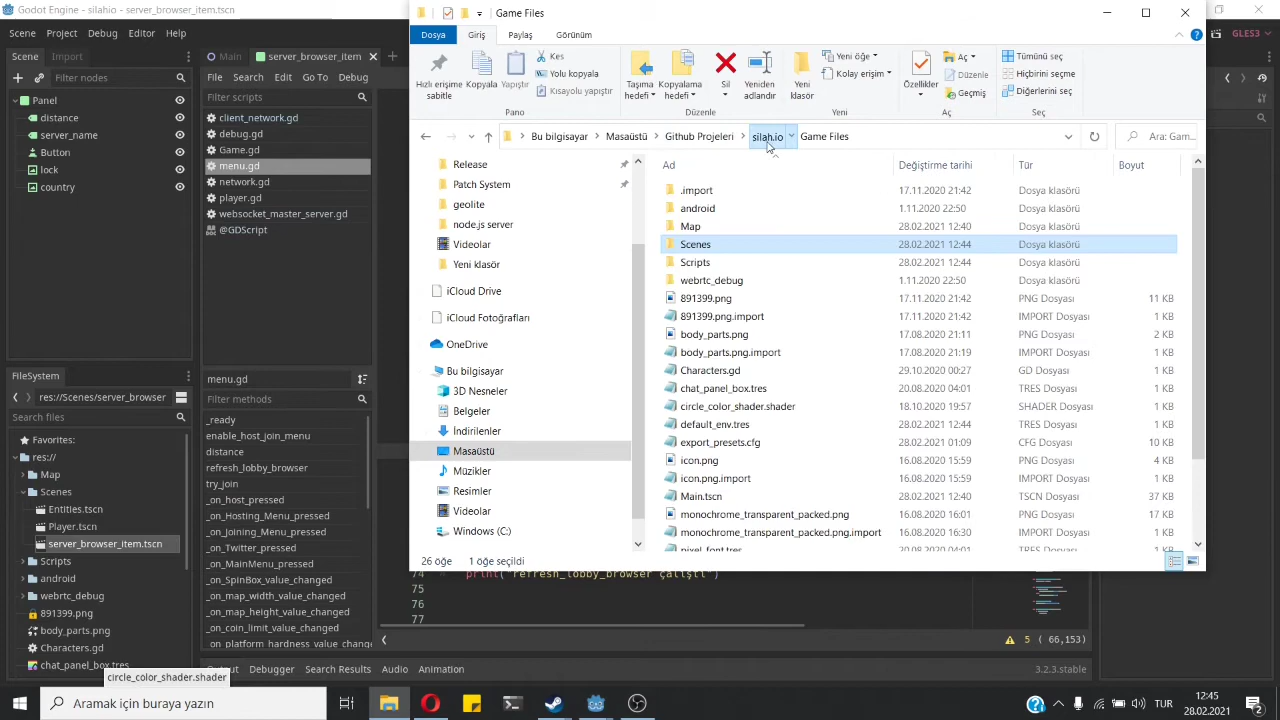 Godot Engine - silahio - server_browser_item.tscn
Scene Project Debug Editor Help
Scene Import
Filter nodes
Panel
distance
server_name
Button
lock
country
FileSystem
res://Scenes/server_browser
Search files
Favorites:
res://
Map
Scenes
Entities.tscn
Player.tscn
server_browser_item.tscn
Scripts
android
webrtc_debug
891399.png
body_parts.png
Characters.gd
chat_panel_box.tres
circle_color_shader.shader
Main server_browser_item
File Search Edit Go To Debug
Filter scripts
client_network.gd
debug.gd
Game.gd
menu.gd
network.gd
player.gd
websocket_master_server.gd
@GDScript
menu.gd
Filter methods
_ready
enable_host_join_menu
distance
refresh_lobby_browser
try_join
_on_host_pressed
_on_Hosting_Menu_pressed
_on_Joining_Menu_pressed
_on_Twitter_pressed
_on_MainMenu_pressed
_on_SpinBox_value_changed
_on_map_width_value_changed
_on_map_height_value_changed
_on_coin_limit_value_changed
_on_platform_hardness_value_change
74 print("refresh_lobby_browser çalıştı")
75
76
77
5 ( 66,153)
Output Debugger Search Results Audio Animation
3.2.3.stable
GLES3
Game Files
Dosya Giriş Paylaş Görünüm
Hızlı erişime sabitle
Kopyala
Yapıştır
Kes
Yolu kopyala
Kısayolu yapıştır
Pano
Taşıma hedefi
Kopyalama hedefi
Sil
Yeniden adlandır
Düzenle
Yeni klasör
Yeni öğe
Kolay erişim
Yeni
Özellikler
Aç
Düzenle
Geçmiş
Aç
Tümünü seç
Hiçbirini seçme
Diğerlerini seç
Seç
Bu bilgisayar Masaüstü Github Projeleri silah.io Game Files
Ara: Gam...
Release
Patch System
geolite
node.js server
Videolar
Yeni klasör
iCloud Drive
iCloud Fotoğrafları
OneDrive
Bu bilgisayar
3D Nesneler
Belgeler
İndirilenler
Masaüstü
Müzikler
Resimler
Videolar
Windows (C:)
Ad Değiştirme tarihi Tür Boyut
.import 17.11.2020 21:42 Dosya klasörü
android 1.11.2020 22:50 Dosya klasörü
Map 28.02.2021 12:40 Dosya klasörü
Scenes 28.02.2021 12:44 Dosya klasörü
Scripts 28.02.2021 12:44 Dosya klasörü
webrtc_debug 1.11.2020 22:50 Dosya klasörü
891399.png 17.11.2020 21:42 PNG Dosyası 11 KB
891399.png.import 17.11.2020 21:42 IMPORT Dosyası 1 KB
body_parts.png 17.08.2020 21:11 PNG Dosyası 2 KB
body_parts.png.import 17.08.2020 21:19 IMPORT Dosyası 1 KB
Characters.gd 29.10.2020 00:27 GD Dosyası 1 KB
chat_panel_box.tres 20.08.2020 04:01 TRES Dosyası 1 KB
circle_color_shader.shader 18.10.2020 19:57 SHADER Dosyası 1 KB
default_env.tres 28.02.2021 12:44 TRES Dosyası 1 KB
export_presets.cfg 28.02.2021 01:09 CFG Dosyası 10 KB
icon.png 16.08.2020 15:59 PNG Dosyası 4 KB
icon.png.import 16.08.2020 15:59 IMPORT Dosyası 1 KB
Main.tscn 28.02.2021 12:40 TSCN Dosyası 37 KB
monochrome_transparent_packed.png 16.08.2020 16:01 PNG Dosyası 17 KB
monochrome_transparent_packed.png.import 16.08.2020 16:30 IMPORT Dosyası 1 KB
pixel_font.tres 20.08.2020 04:01 TRES Dosyası 1 KB
26 öğe 1 öğe seçildi
Aramak için buraya yazın
TUR
12:45
28.02.2021
2